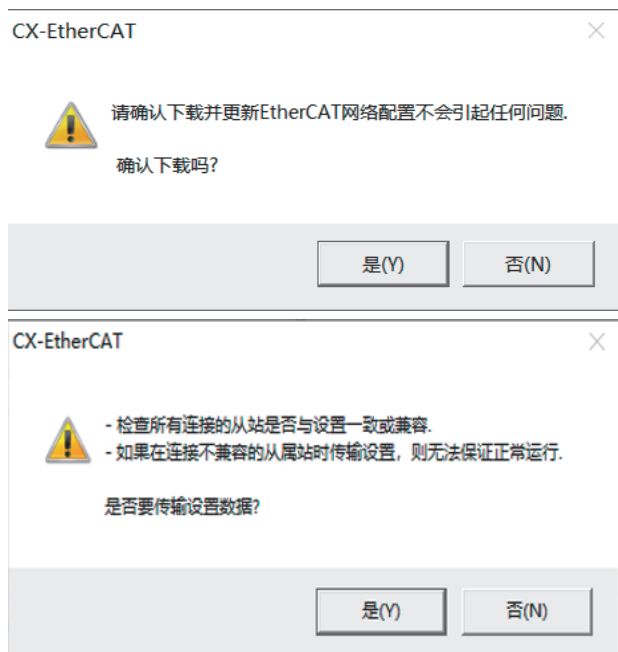 CX-EtherCAT
请确认下载并更新EtherCAT网络配置不会引起任何问题.
确认下载吗?
是(Y)
否(N)
CX-EtherCAT
- 检查所有连接的从站是否与设置一致或兼容.
- 如果在连接不兼容的从属站时传输设置，则无法保证正常运行.
是否要传输设置数据?
是(Y)
否(N)